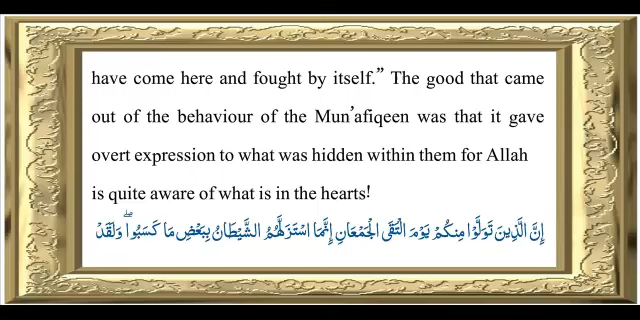 have come here and fought by itself.” The good that came
out of the behaviour of the Mun’afiqeen was that it gave
overt expression to what was hidden within them for Allah
is quite aware of what is in the hearts!
إِنَّ الَّذِينَ تَوَلَّوْا مِنكُمْ يَوْمَ الْتَقَى الْجَمْعَانِ إِنَّمَا اسْتَزَلَّهُمُ الشَّيْطَانُ بِبَعْضِ مَا كَسَبُوا ۖ وَلَقَدْ